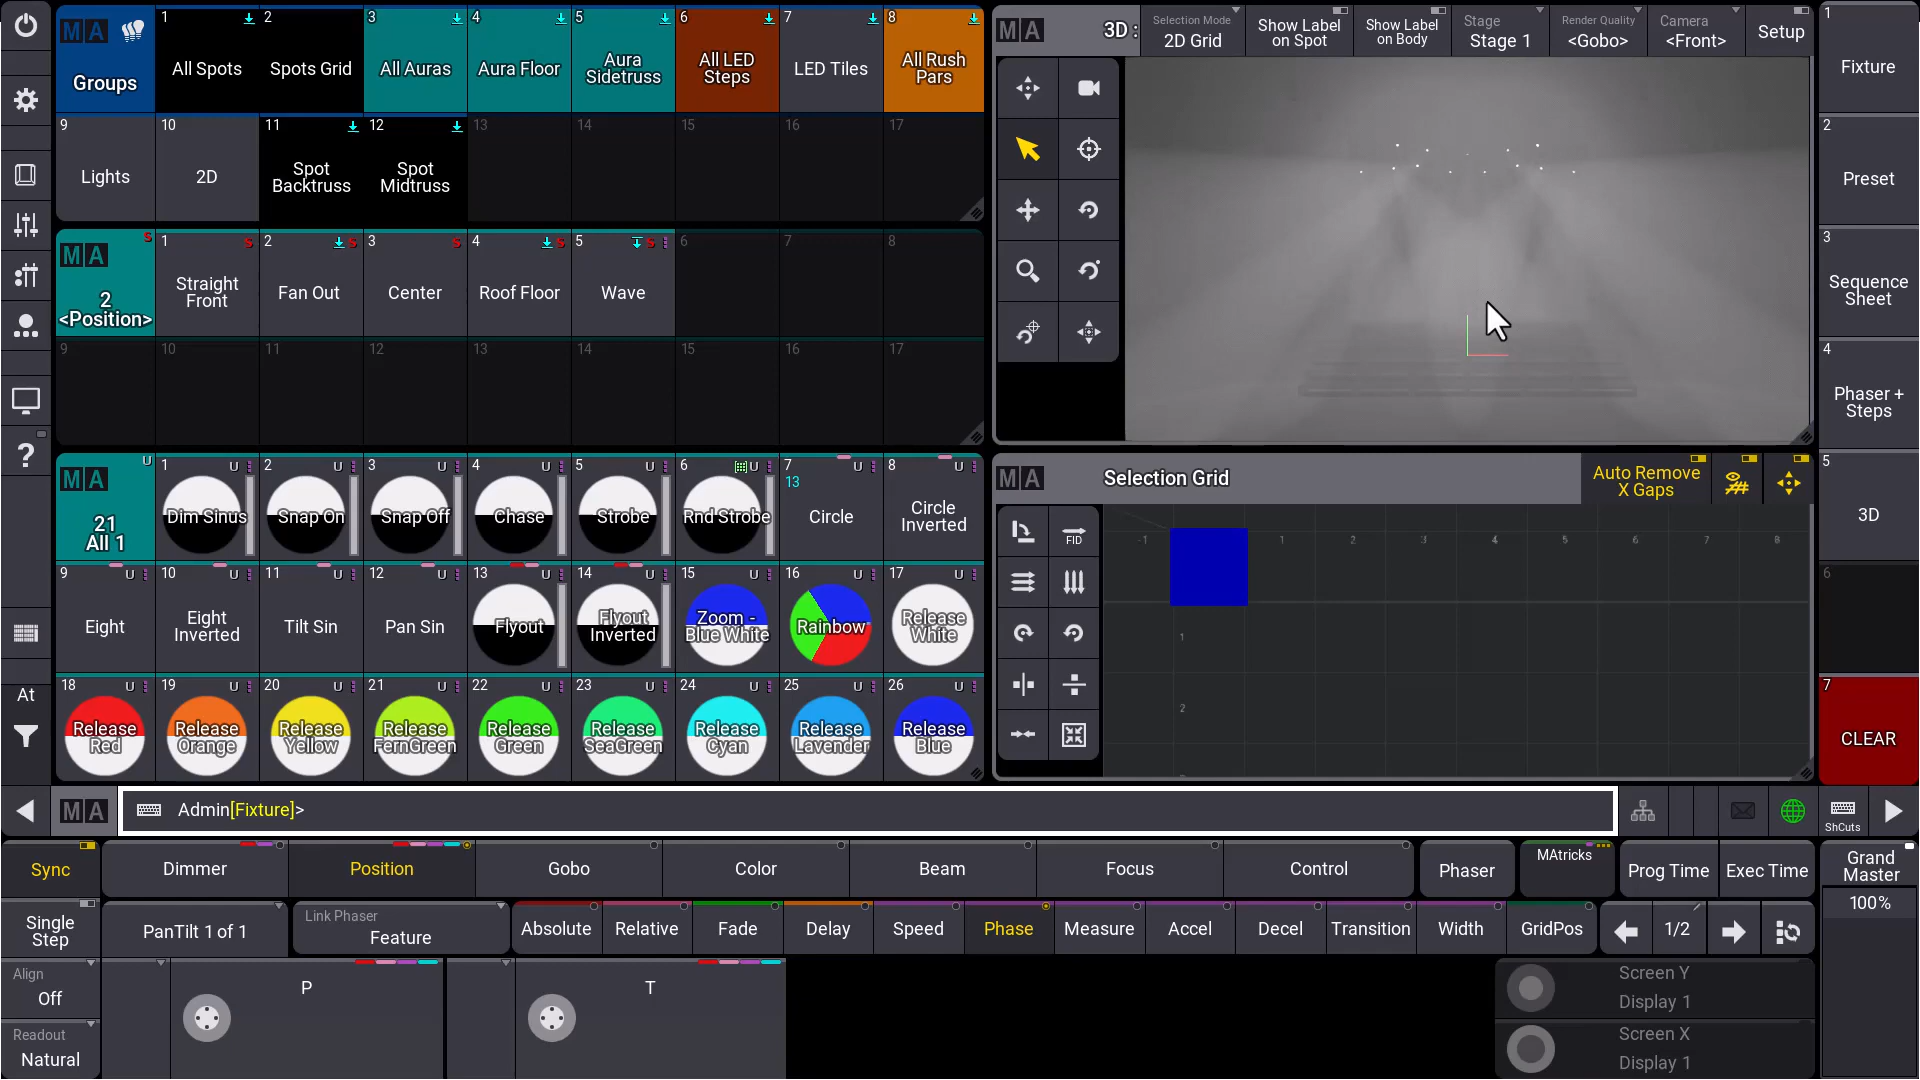 MA
Groups
1 All Spots
2 Spots Grid
3 All Auras
4 Aura Floor
5 Aura Sidetruss
6 All LED Steps
7 LED Tiles
8 All Rush Pars
9 Lights
10 2D
11 Spot Backtruss
12 Spot Midtruss
13
14
15
16
17
MA
2 <Position>
S
1 Straight Front S
2 Fan Out S
3 Center S
4 Roof Floor S
5 Wave S
6
7
8
9
10
11
12
13
14
15
16
17
MA
21 All 1
U
1 Dim Sinus U
2 Snap On U
3 Snap Off U
4 Chase U
5 Strobe U
6 Rnd Strobe U
7 13 Circle U
8 Circle Inverted U
9 Eight U
10 Eight Inverted U
11 Tilt Sin U
12 Pan Sin U
13 Flyout U
14 Flyout Inverted U
15 Zoom - Blue White U
16 Rainbow U
17 Release White U
18 Release Red U
19 Release Orange U
20 Release Yellow U
21 Release FernGreen U
22 Release Green U
23 Release SeaGreen U
24 Release Cyan U
25 Release Lavender U
26 Release Blue U
MA
3D :
Selection Mode
2D Grid
Show Label on Spot
Show Label on Body
Stage
Stage 1
Render Quality
<Gobo>
Camera
<Front>
Setup
MA
Selection Grid
Auto Remove X Gaps
FID
-1 1 2 3 4 5 6 7 8
1
2
1 Fixture
2 Preset
3 Sequence Sheet
4 Phaser + Steps
5 3D
6
7 CLEAR
?
At
MA
Admin[Fixture]>
ShCuts
Sync
Dimmer
Position
Gobo
Color
Beam
Focus
Control
Phaser
MAtricks
Prog Time
Exec Time
Grand Master
100%
Single Step
PanTilt 1 of 1
Link Phaser
Feature
Absolute
Relative
Fade
Delay
Speed
Phase
Measure
Accel
Decel
Transition
Width
GridPos
1/2
Align
Off
Readout
Natural
P
T
Screen Y
Display 1
Screen X
Display 1